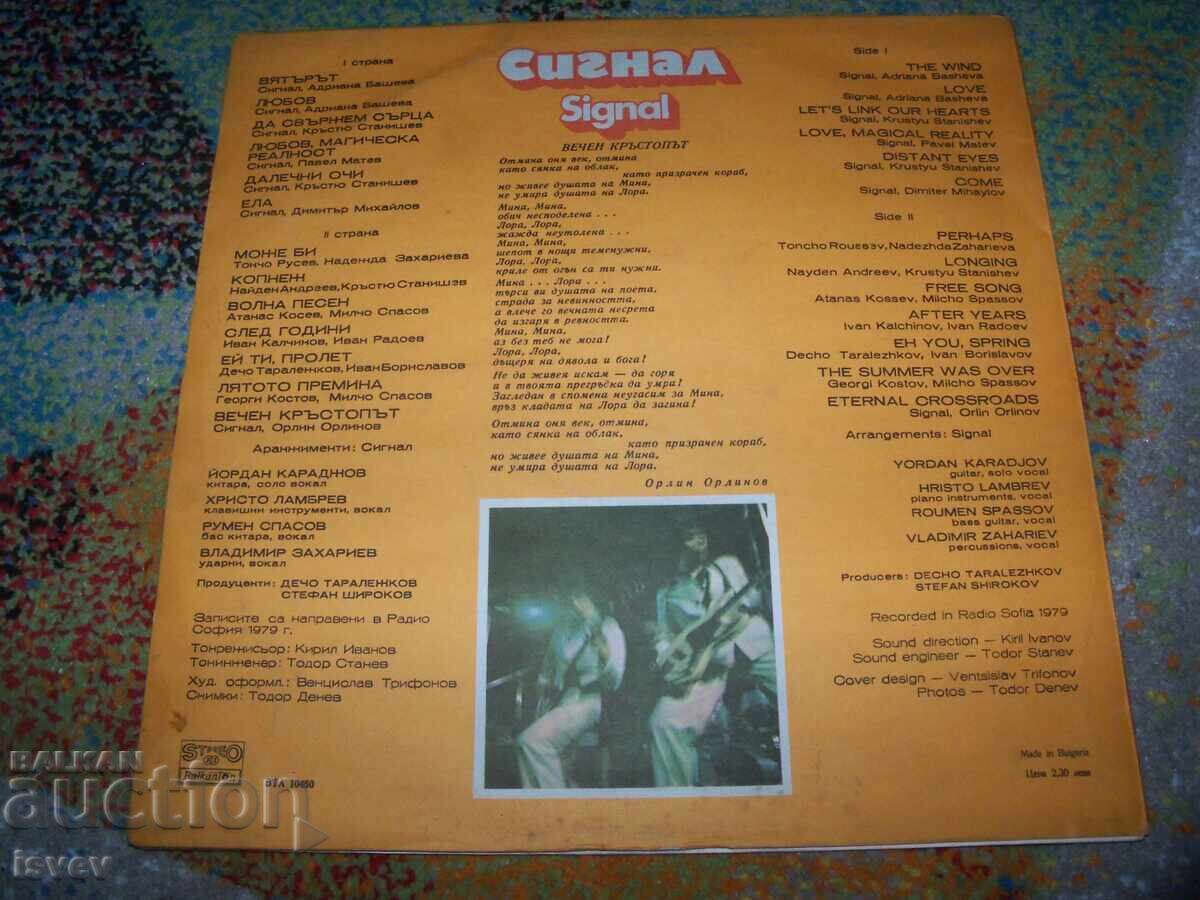 Сигнал
Signal
I страна
ВЯТЪРЪТ
Сигнал, Адриана Башева
ЛЮБОВ
Сигнал, Адриана Башева
ДА СВЪРЖЕМ СЪРЦА
Сигнал, Кръстю Станишев
ЛЮБОВ, МАГИЧЕСКА
РЕАЛНОСТ
Сигнал, Павел Матев
ДАЛЕЧНИ ОЧИ
Сигнал, Кръстю Станишев
ЕЛА
Сигнал, Димитър Михайлов
II страна
МОЖЕ БИ
Тончо Русев, Надежда Захариева
КОПНЕЖ
Найден Андреев, Кръстю Станишев
ВОЛНА ПЕСЕН
Атанас Косев, Милчо Спасов
СЛЕД ГОДИНИ
Иван Калчинов, Иван Радоев
ЕЙ ТИ, ПРОЛЕТ
Дечо Таралежков, Иван Бориславов
ЛЯТОТО ПРЕМИНА
Георги Костов, Милчо Спасов
ВЕЧЕН КРЪСТОПЪТ
Сигнал, Орлин Орлинов
Аранжименти: Сигнал
ЙОРДАН КАРАДЖОВ
китара, соло вокал
ХРИСТО ЛАМБРЕВ
клавишни инструменти, вокал
РУМЕН СПАСОВ
бас китара, вокал
ВЛАДИМИР ЗАХАРИЕВ
ударни, вокал
Продуценти: ДЕЧО ТАРАЛЕЖКОВ
СТЕФАН ШИРОКОВ
Записите са направени в Радио
София 1979 г.
Тонрежисьор: Кирил Иванов
Тонинженер: Тодор Станев
Худ. оформл.: Венцислав Трифонов
Снимки: Тодор Денев
STEREO
Balkanton
ВТА 10450
ВЕЧЕН КРЪСТОПЪТ
Отмина оня век, отмина
като сянка на облак,
като призрачен кораб,
но живее душата на Мина,
не умира душата на Лора.
Мина, Мина,
обич несподелена . . .
Лора, Лора,
жажда неутолена . . .
Мина, Мина,
шепот в нощи теменужни,
Лора, Лора,
криле от огън са ти нужни.
Мина . . . Лора . . .
търси ви душата на поета,
страда за невинността,
а влече го вечната несрета
да изгаря в ревността.
Мина, Мина,
аз без теб не мога!
Лора, Лора,
дъщеря на дявола и бога!
Не да живея искам — да горя
и в твоята прегръдка да умра!
Загледан в спомена неугасим за Мина,
връз кладата на Лора да загина!
Отмина оня век, отмина,
като сянка на облак,
като призрачен кораб,
но живее душата на Мина,
не умира душата на Лора.
Орлин Орлинов
Side I
THE WIND
Signal, Adriana Basheva
LOVE
Signal, Adriana Basheva
LET'S LINK OUR HEARTS
Signal, Krustyu Stanishev
LOVE, MAGICAL REALITY
Signal, Pavel Matev
DISTANT EYES
Signal, Krustyu Stanishev
COME
Signal, Dimiter Mihaylov
Side II
PERHAPS
Toncho Roussev, Nadezhda Zaharieva
LONGING
Nayden Andreev, Krustyu Stanishev
FREE SONG
Atanas Kossev, Milcho Spassov
AFTER YEARS
Ivan Kalchinov, Ivan Radoev
EH YOU, SPRING
Decho Taralezhkov, Ivan Borislavov
THE SUMMER WAS OVER
Georgi Kostov, Milcho Spassov
ETERNAL CROSSROADS
Signal, Orlin Orlinov
Arrangements: Signal
YORDAN KARADJOV
guitar, solo vocal
HRISTO LAMBREV
piano instruments, vocal
ROUMEN SPASSOV
bass guitar, vocal
VLADIMIR ZAHARIEV
percussions, vocal
Producers: DECHO TARALEZHKOV
STEFAN SHIROKOV
Recorded in Radio Sofia 1979
Sound direction — Kiril Ivanov
Sound engineer — Todor Stanev
Cover design — Ventsislav Trifonov
Photos — Todor Denev
Made in Bulgaria
Цена 2,30 лева
BALKAN
auction
isvev